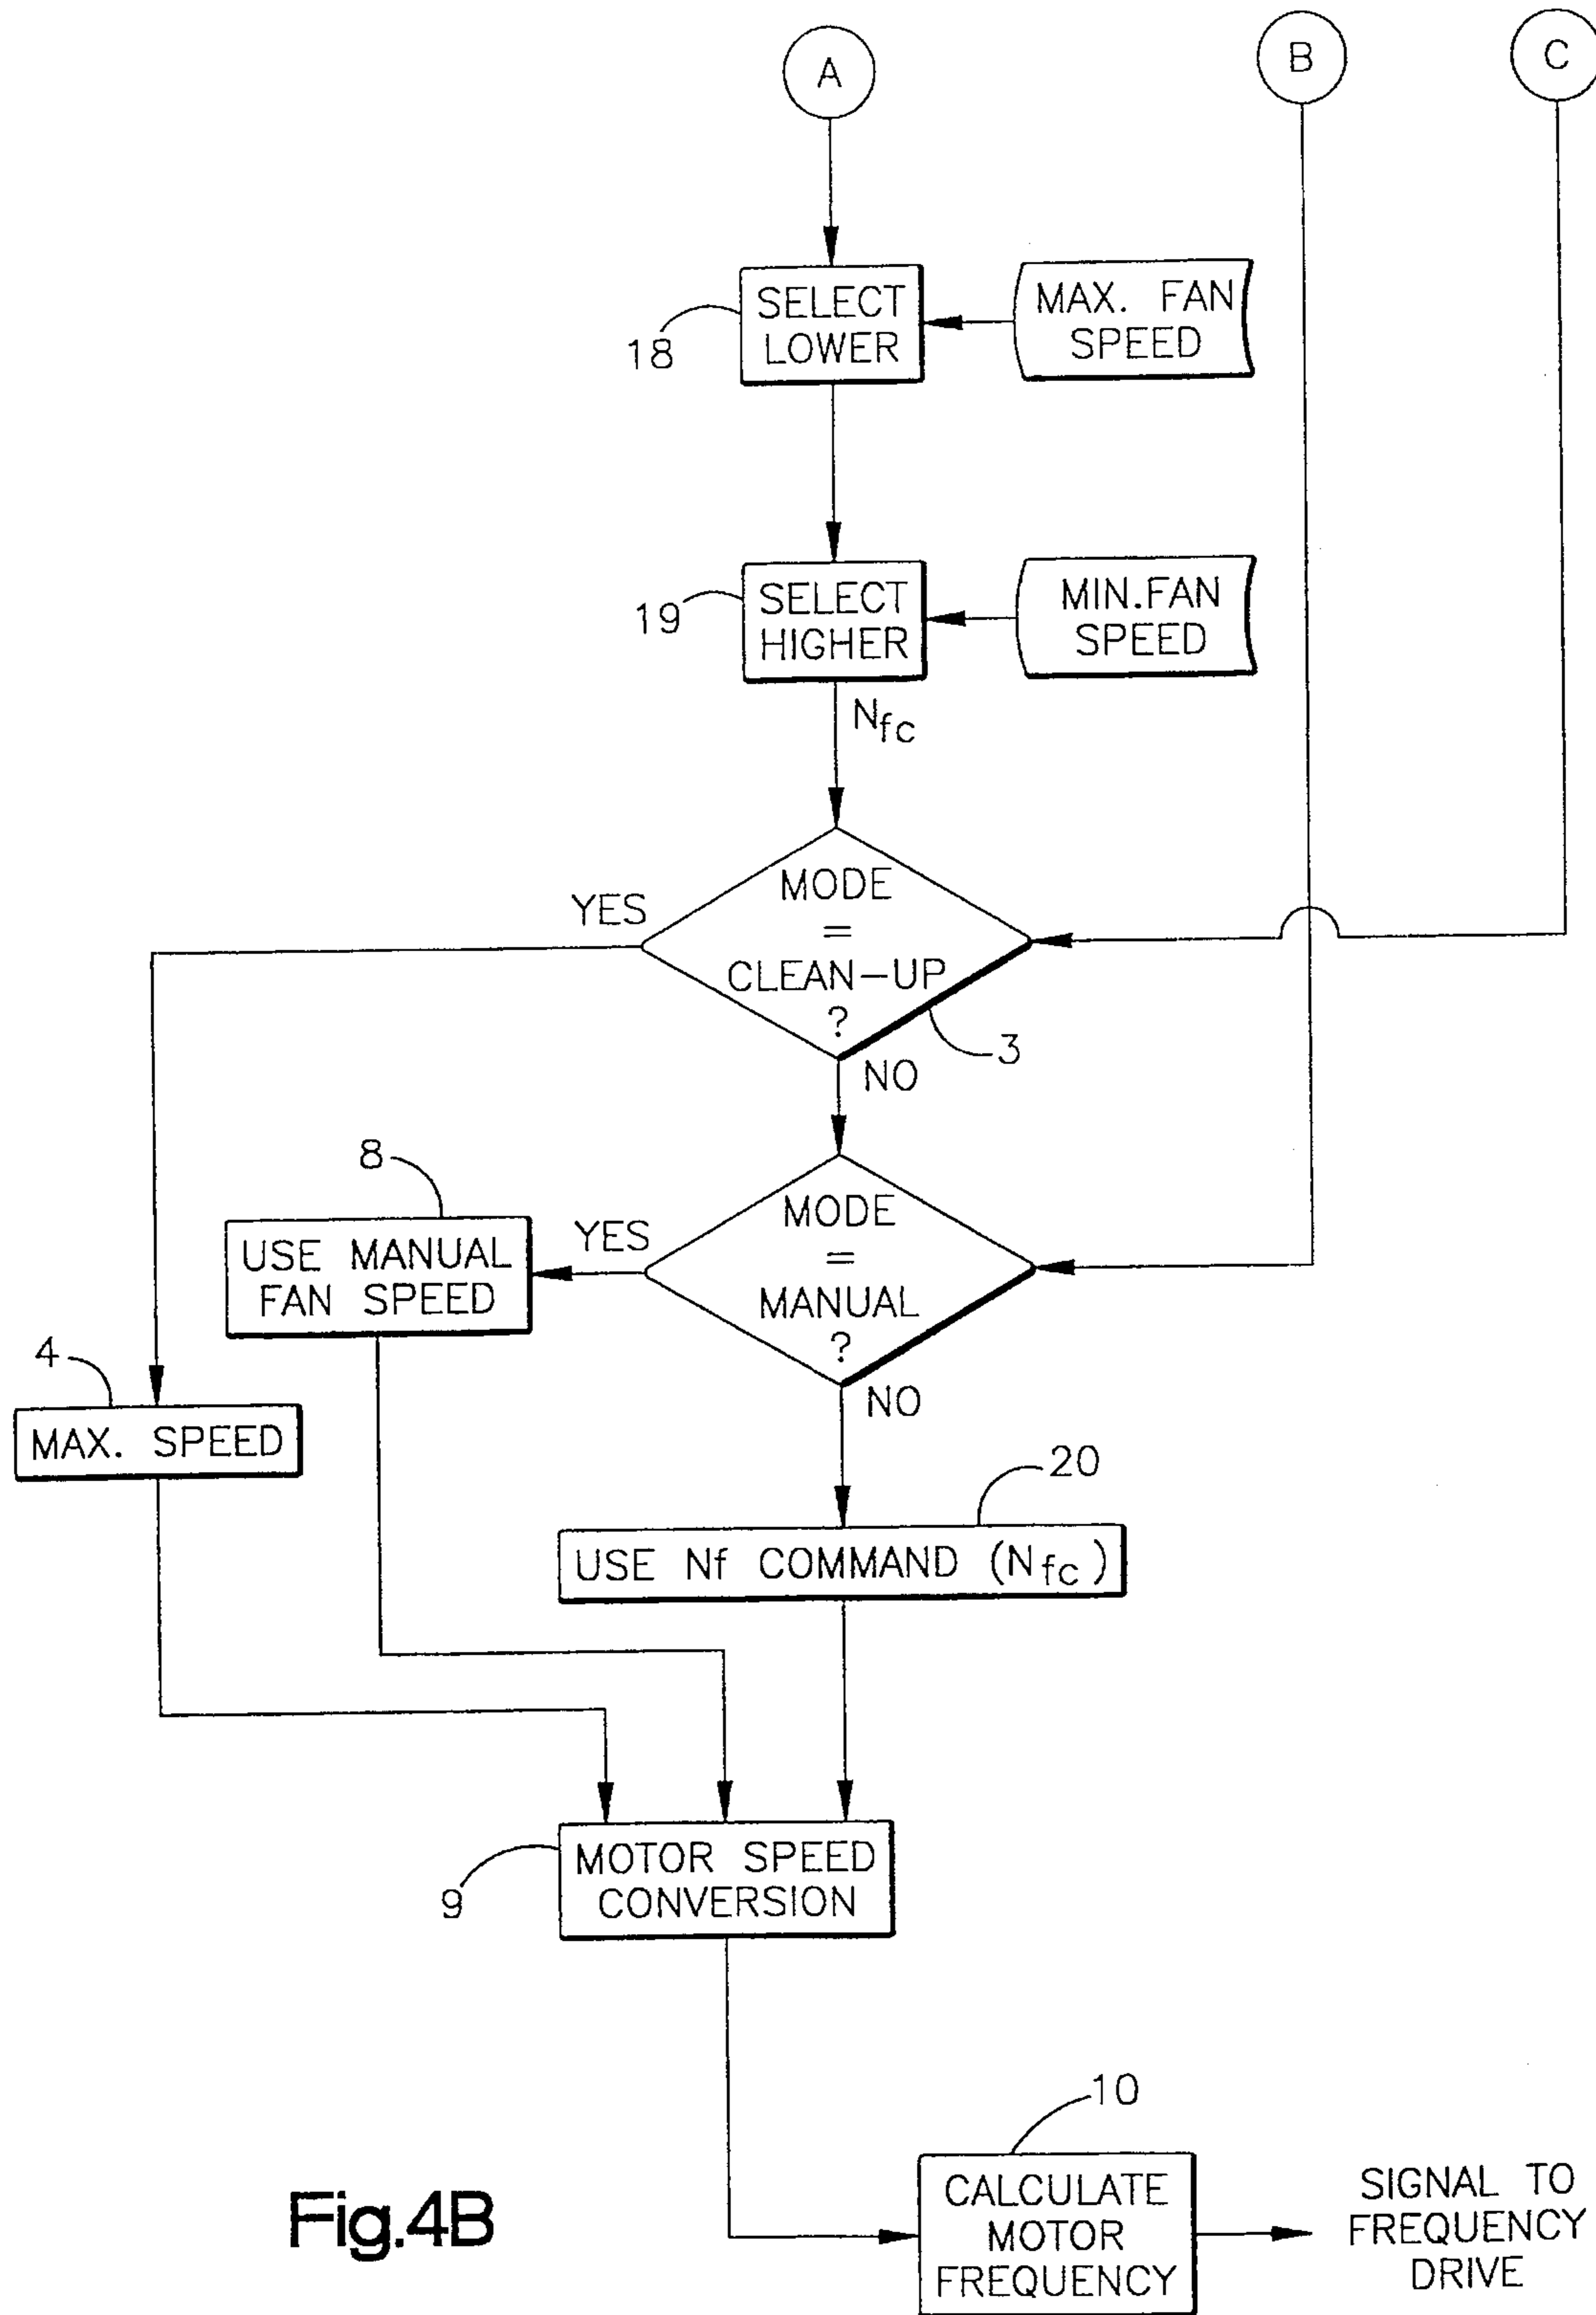 A
B
C
SELECT
LOWER
18
MAX. FAN
SPEED
SELECT
HIGHER
19
MIN.FAN
SPEED
Nfc
MODE
=
CLEAN-UP
?
YES
3
NO
8
USE MANUAL
FAN SPEED
YES
MODE
=
MANUAL
?
NO
4
MAX. SPEED
20
USE Nf COMMAND (Nfc)
MOTOR SPEED
CONVERSION
9
10
CALCULATE
MOTOR
FREQUENCY
SIGNAL TO
FREQUENCY
DRIVE
Fig.4B